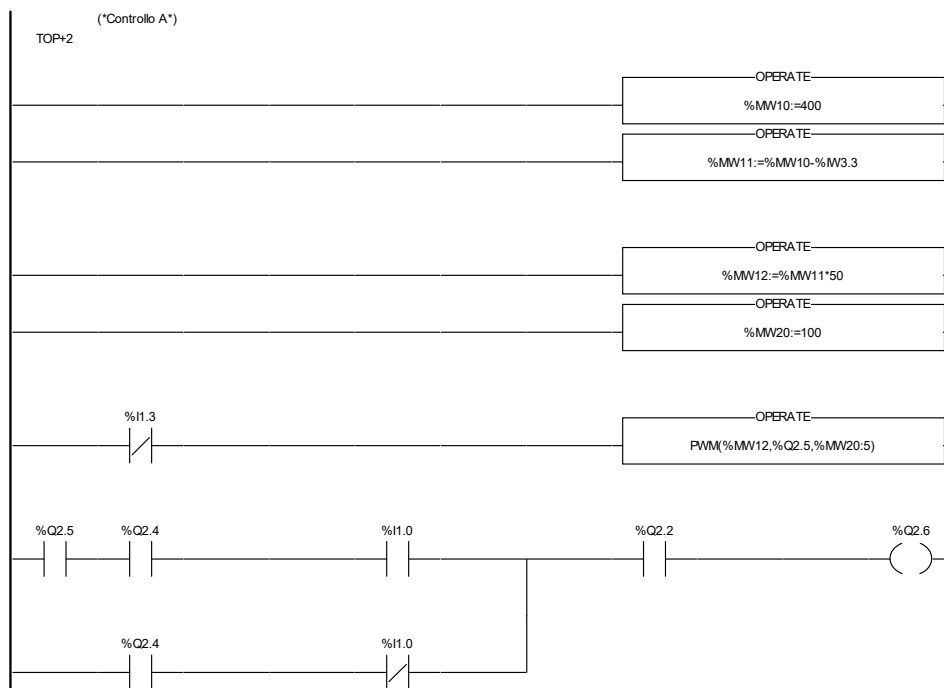 (*Controllo A*)
TOP+2
OPERATE
%MW10:=400
OPERATE
%MW11:=%MW10-%IW3.3
OPERATE
%MW12:=%MW11*50
OPERATE
%MW20:=100
%I1.3
OPERATE
PWM(%MW12,%Q2.5,%MW20:5)
%Q2.5 %Q2.4 %I1.0 %Q2.2 %Q2.6
%Q2.4 %I1.0